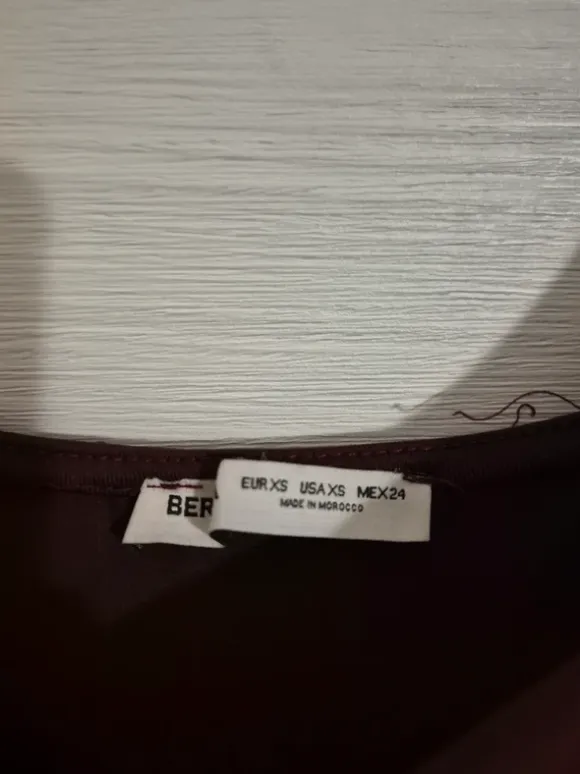 BER
EUR XS USA XS MEX 24
MADE IN MOROCCO